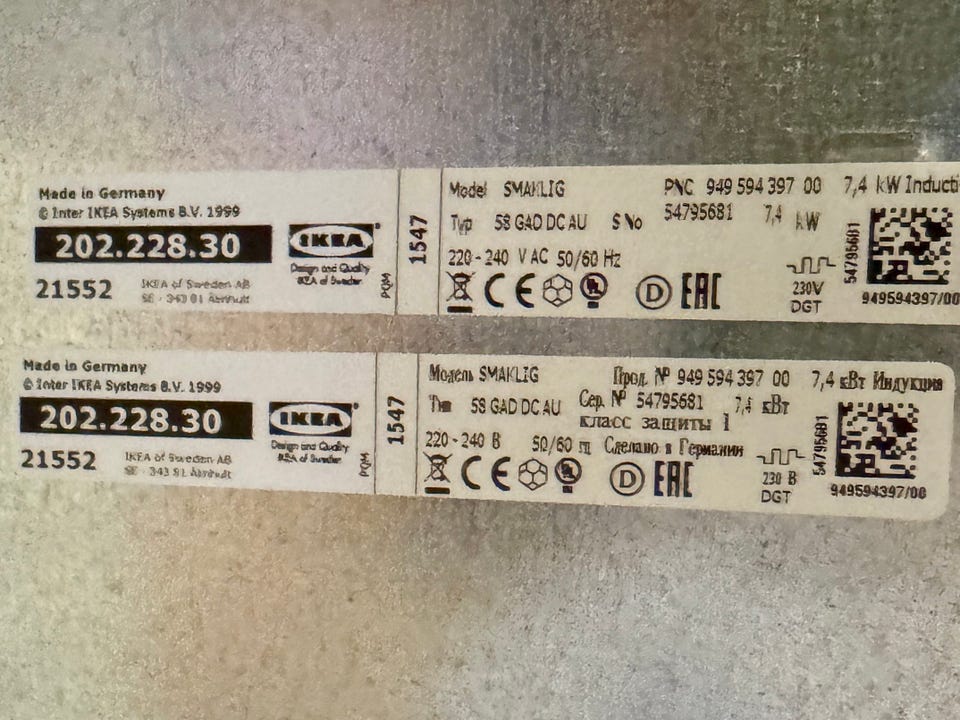 Made in Germany
© Inter IKEA Systems B.V. 1999
202.228.30
IKEA
Design and Quality
IKEA of Sweden
21552
IKEA of Sweden AB
SE - 343 81 Älmhult
PQM
1547
Model SMAKLIG PNC 949 594 397 00 7,4 kW Inducti
Typ 58 GAD DC AU S No 54795681 7,4 kW
220 - 240 V AC 50/60 Hz
CE
D EAC
230V
DGT
54795681
949594397/00
Made in Germany
© Inter IKEA Systems B.V. 1999
202.228.30
IKEA
Design and Quality
IKEA of Sweden
21552
IKEA of Sweden AB
SE - 343 81 Älmhult
PQM
1547
Модель SMAKLIG Прод. № 949 594 397 00 7,4 кВт Индукция
Тип 58 GAD DC AU Сер. № 54795681 7,4 кВт
класс защиты I
220 - 240 В 50/60 гц Сделано в Германии
CE
D EAC
230 В
DGT
54795681
949594397/00